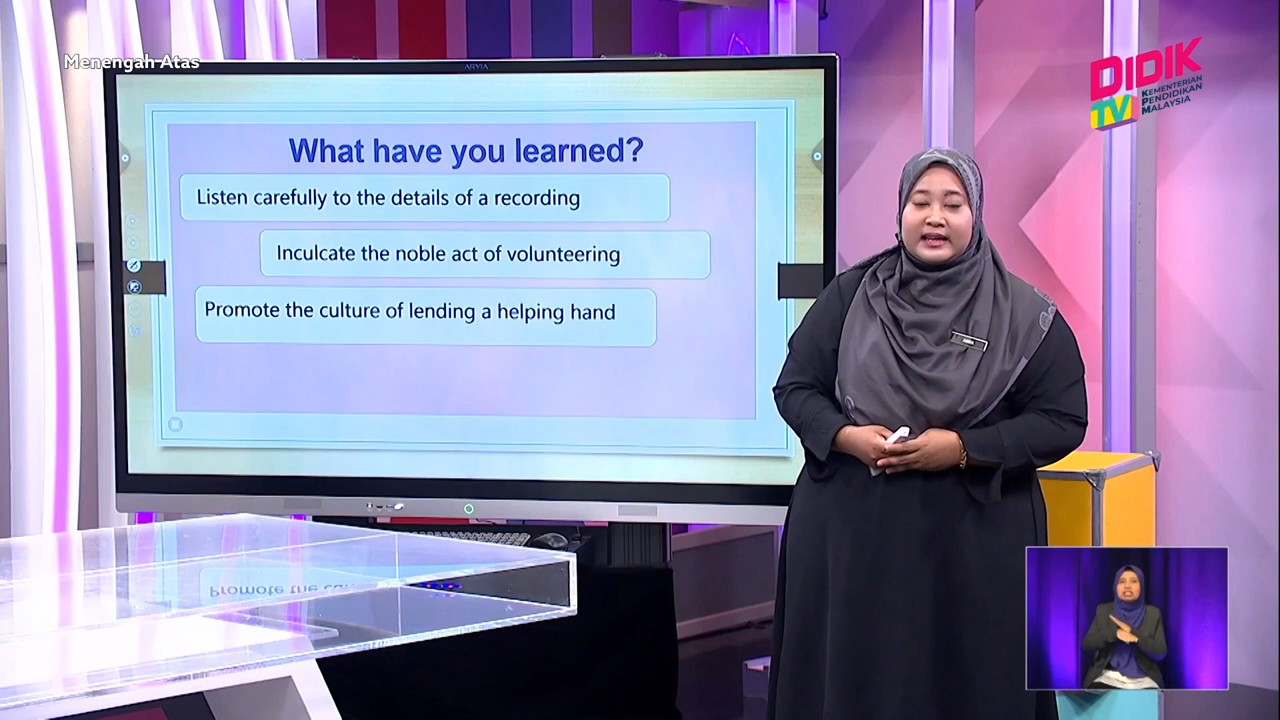 Menengah Atas
ARVIA
DIDIK
TV
KEMENTERIAN
PENDIDIKAN
MALAYSIA
What have you learned?
Listen carefully to the details of a recording
Inculcate the noble act of volunteering
Promote the culture of lending a helping hand